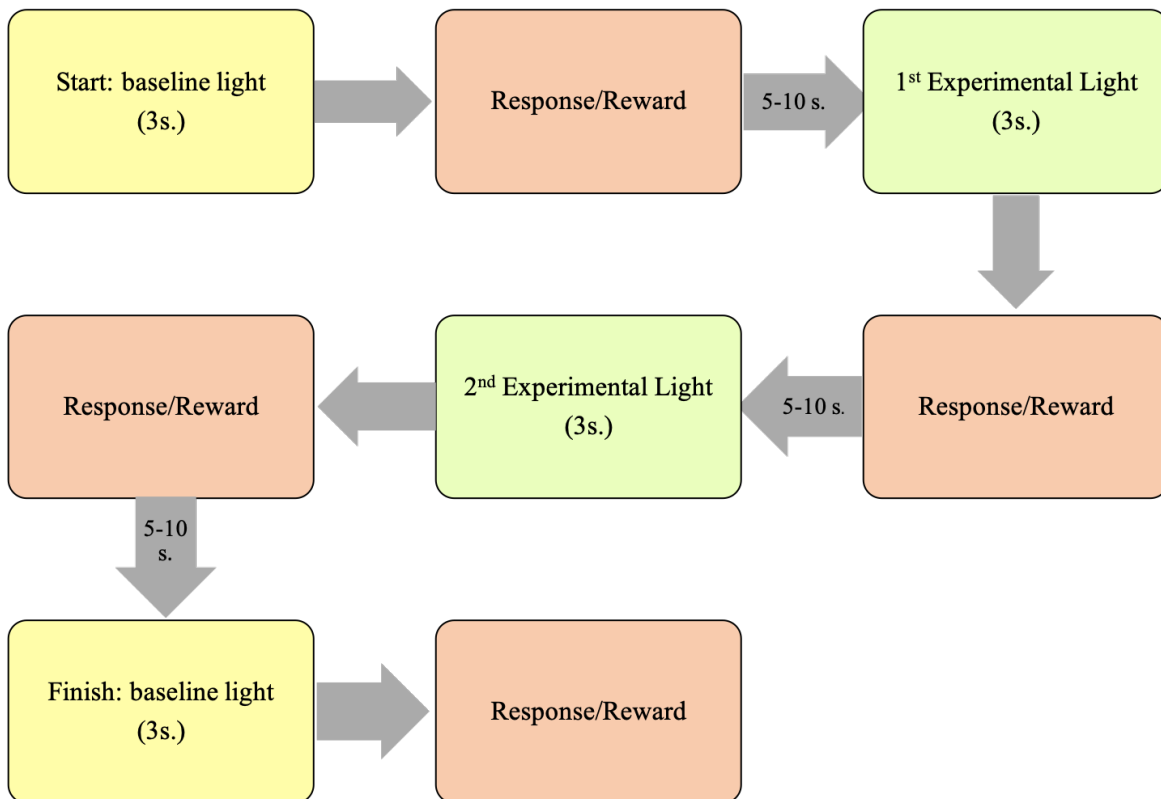 Start: baseline light
(3s.)
Response/Reward
5-10 s.
1st Experimental Light
(3s.)
Response/Reward
5-10 s.
2nd Experimental Light
(3s.)
Response/Reward
5-10
s.
Finish: baseline light
(3s.)
Response/Reward